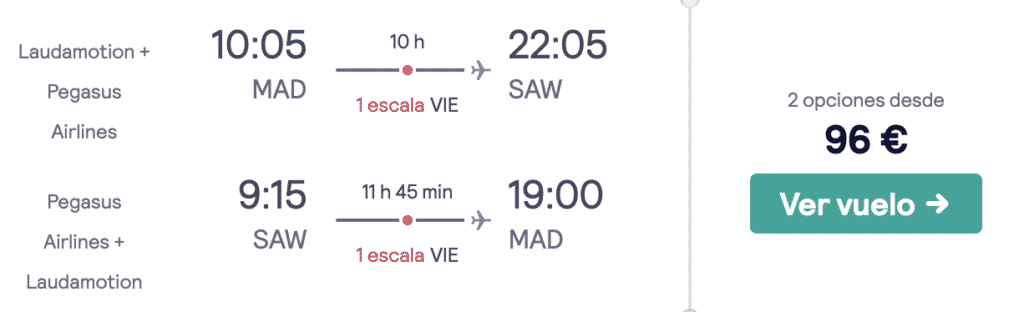 Laudamotion +
Pegasus
Airlines
10:05
MAD
10 h
1 escala VIE
22:05
SAW
Pegasus
Airlines +
Laudamotion
9:15
SAW
11 h 45 min
1 escala VIE
19:00
MAD
2 opciones desde
96 €
Ver vuelo →